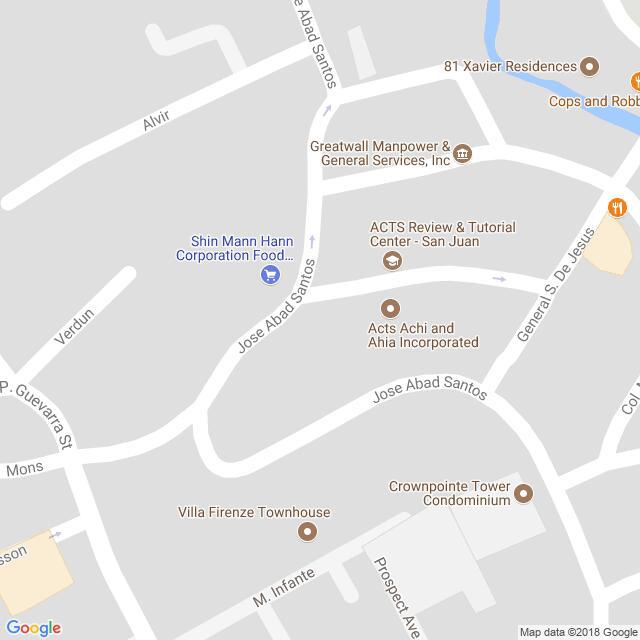 Jose Abad Santos
81 Xavier Residences
Cops and Robb
Alvir
Greatwall Manpower &
General Services, Inc
Shin Mann Hann
Corporation Food...
ACTS Review & Tutorial
Center - San Juan
General S. De Jesus
Jose Abad Santos
Verdun
Acts Achi and
Ahia Incorporated
P. Guevarra St
Jose Abad Santos
Col.
Mons
Crownpointe Tower
Condominium
Villa Firenze Townhouse
sson
M. Infante
Prospect Ave
Google
Map data ©2018 Google